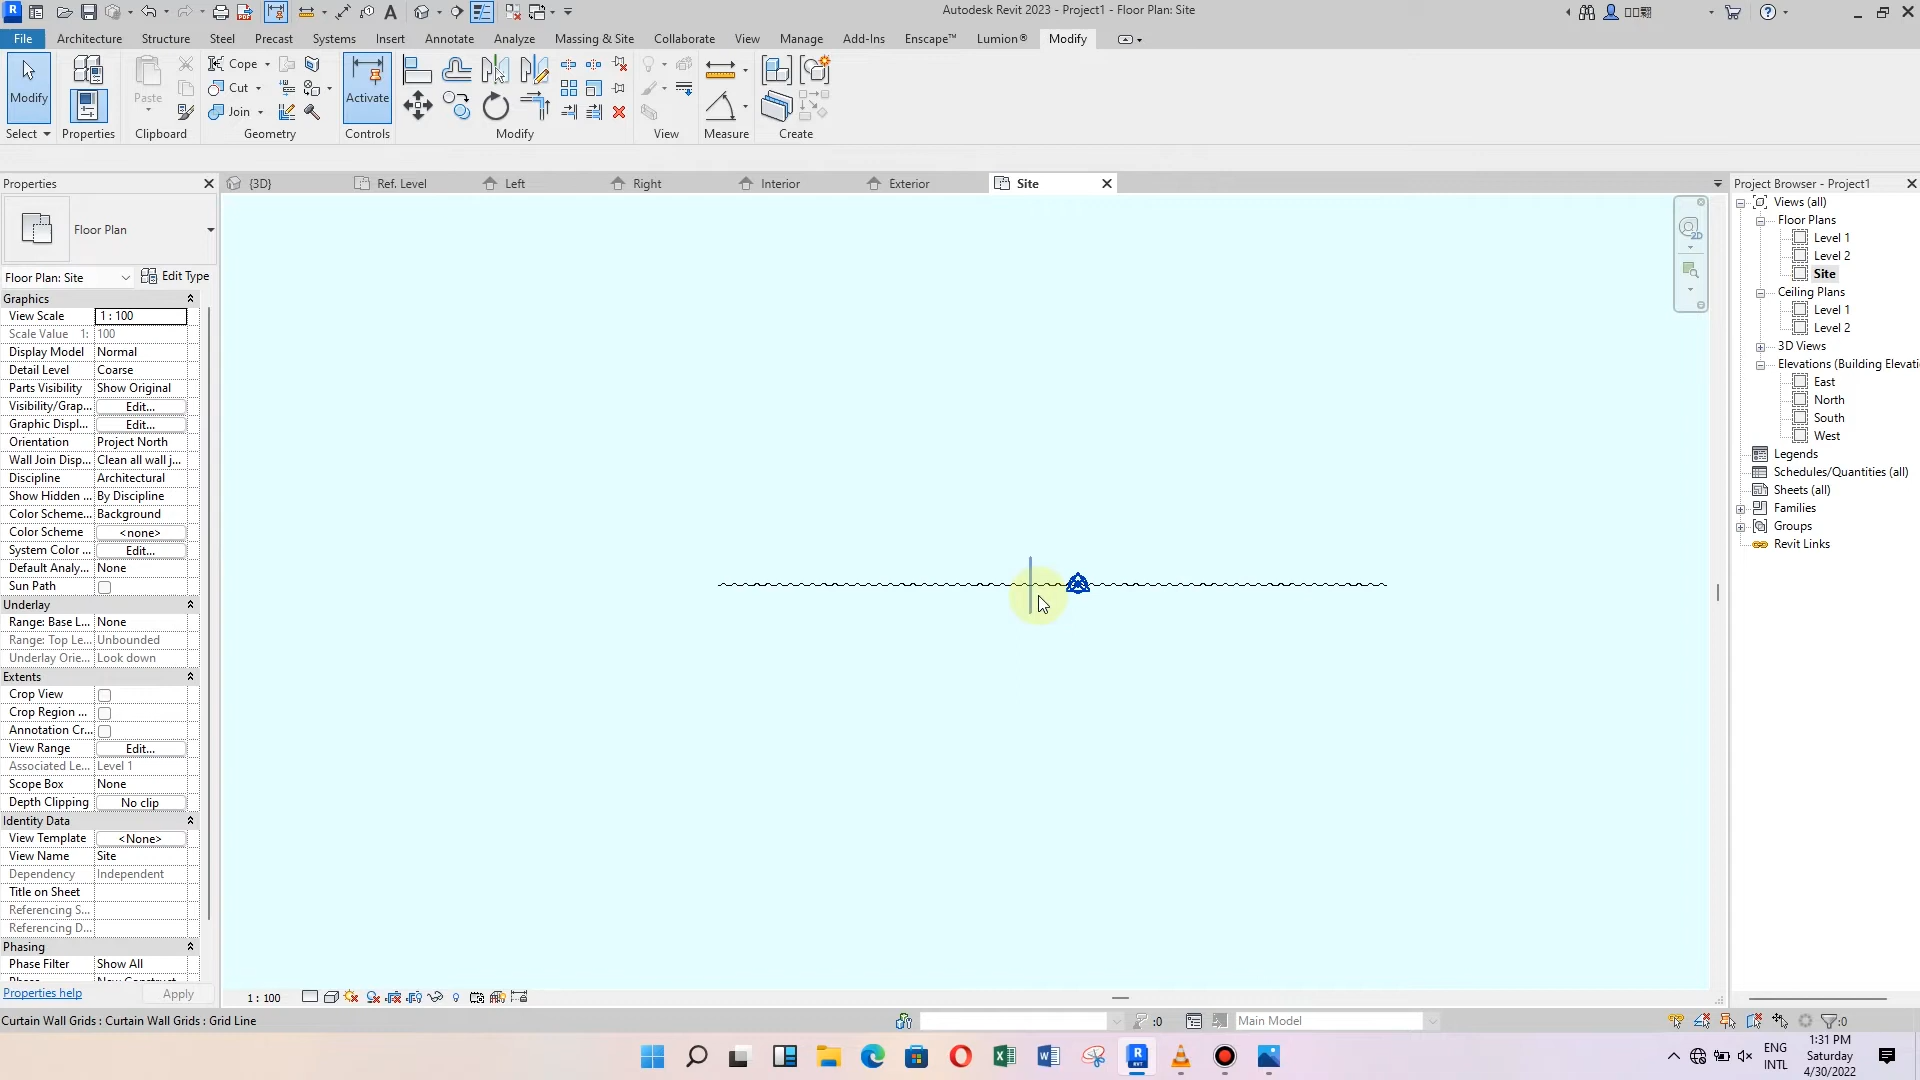 Autodesk Revit 2023 - Project1 - Floor Plan: Site
File Architecture Structure Steel Precast Systems Insert Annotate Analyze Massing & Site Collaborate View Manage Add-Ins Enscape™ Lumion® Modify
Modify
Paste
Cope
Cut
Join
Activate
Select Properties Clipboard Geometry Controls Modify View Measure Create
Properties
{3D} Ref. Level Left Right Interior Exterior Site
Project Browser - Project1
Floor Plan
Floor Plan: Site
Edit Type
Graphics
View Scale 1 : 100
Scale Value 1: 100
Display Model Normal
Detail Level Coarse
Parts Visibility Show Original
Visibility/Grap... Edit...
Graphic Displ... Edit...
Orientation Project North
Wall Join Disp... Clean all wall j...
Discipline Architectural
Show Hidden ... By Discipline
Color Scheme... Background
Color Scheme <none>
System Color ... Edit...
Default Analy... None
Sun Path
Underlay
Range: Base L... None
Range: Top Le... Unbounded
Underlay Orie... Look down
Extents
Crop View
Crop Region ...
Annotation Cr...
View Range Edit...
Associated Le... Level 1
Scope Box None
Depth Clipping No clip
Identity Data
View Template <None>
View Name Site
Dependency Independent
Title on Sheet
Referencing S...
Referencing D...
Phasing
Phase Filter Show All
Properties help
Apply
2D
Views (all)
Floor Plans
Level 1
Level 2
Site
Ceiling Plans
Level 1
Level 2
3D Views
Elevations (Building Elevati
East
North
South
West
Legends
Schedules/Quantities (all)
Sheets (all)
Families
Groups
Revit Links
1 : 100
Curtain Wall Grids : Curtain Wall Grids : Grid Line
:0
Main Model
:0
ENG
INTL
1:31 PM
Saturday
4/30/2022